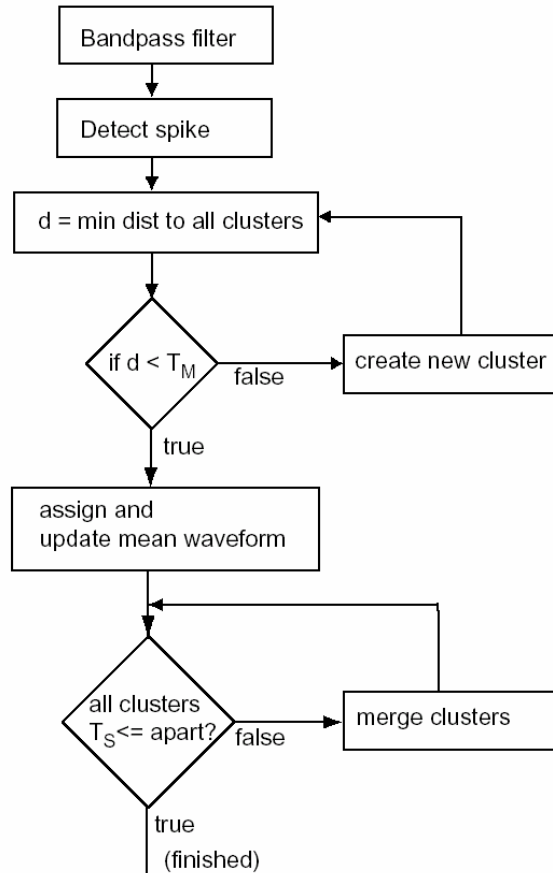 Bandpass filter
Detect spike
d = min dist to all clusters
if d < T_M
false
create new cluster
true
assign and
update mean waveform
all clusters
T_S<= apart?
false
merge clusters
true
(finished)